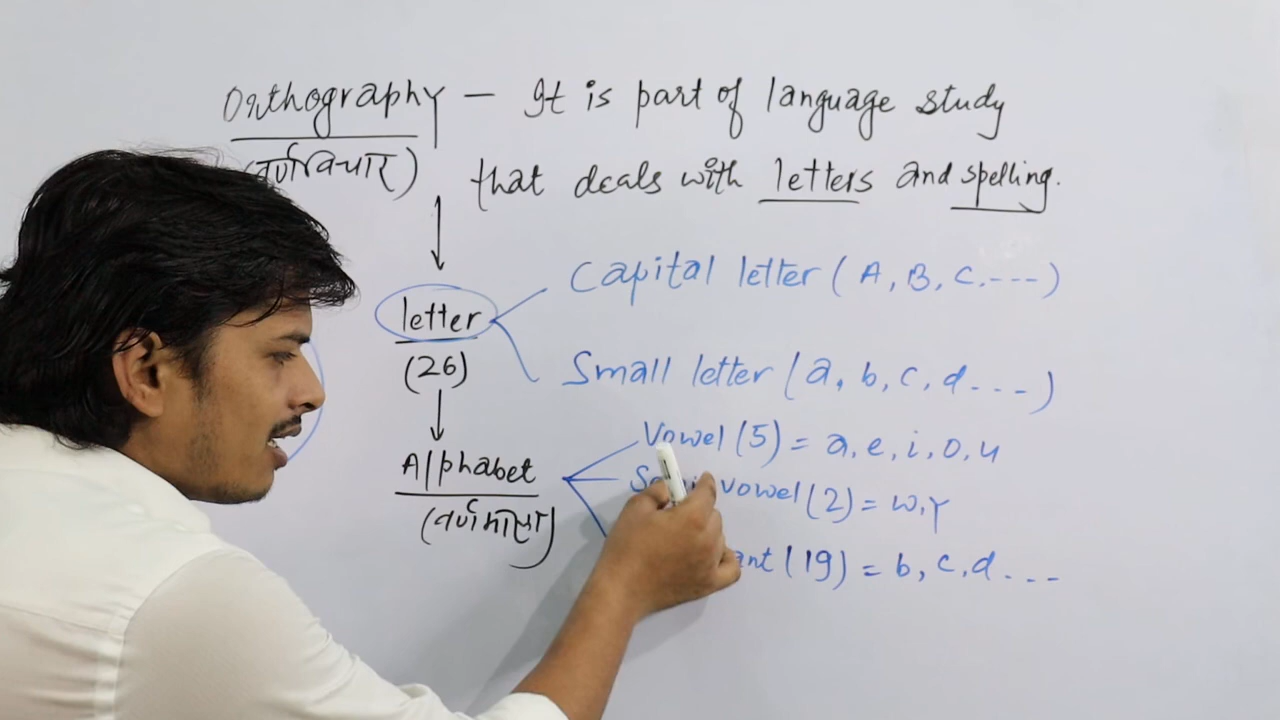 Orthography — It is part of language study
(वर्णविचार) that deals with letters and spelling.
letter
(26)
Capital letter (A, B, C, ---)
Small letter (a, b, c, d ---)
Alphabet
(वर्णमाला)
Vowel (5) = a, e, i, o, u
vowel (2) = w, y
(19) = b, c, d ---